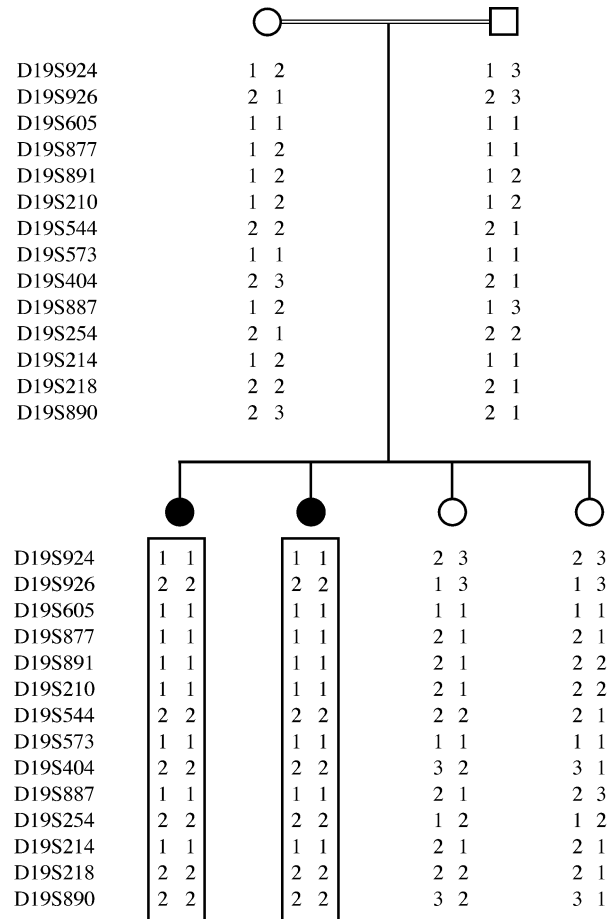 D19S924 1 2 1 3
D19S926 2 1 2 3
D19S605 1 1 1 1
D19S877 1 2 1 1
D19S891 1 2 1 2
D19S210 1 2 1 2
D19S544 2 2 2 1
D19S573 1 1 1 1
D19S404 2 3 2 1
D19S887 1 2 1 3
D19S254 2 1 2 2
D19S214 1 2 1 1
D19S218 2 2 2 1
D19S890 2 3 2 1
D19S924 1 1 1 1 2 3 2 3
D19S926 2 2 2 2 1 3 1 3
D19S605 1 1 1 1 1 1 1 1
D19S877 1 1 1 1 2 1 2 1
D19S891 1 1 1 1 2 1 2 2
D19S210 1 1 1 1 2 1 2 2
D19S544 2 2 2 2 2 2 2 1
D19S573 1 1 1 1 1 1 1 1
D19S404 2 2 2 2 3 2 3 1
D19S887 1 1 1 1 2 1 2 3
D19S254 2 2 2 2 1 2 1 2
D19S214 1 1 1 1 2 1 2 1
D19S218 2 2 2 2 2 2 2 1
D19S890 2 2 2 2 3 2 3 1